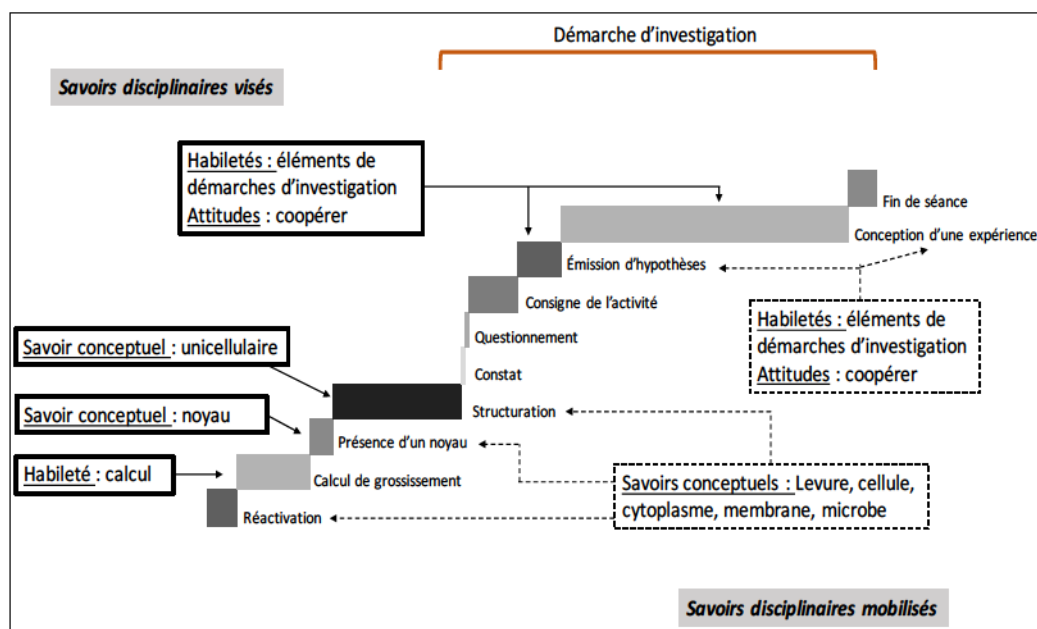 Démarche d’investigation
Savoirs disciplinaires visés
Habiletés : éléments de
démarches d’investigation
Attitudes : coopérer
Fin de séance
Conception d’une expérience
Émission d’hypothèses
Consigne de l’activité
Habiletés : éléments de
démarches d’investigation
Attitudes : coopérer
Questionnement
Savoir conceptuel : unicellulaire
Constat
Structuration
Savoir conceptuel : noyau
Présence d’un noyau
Habileté : calcul
Calcul de grossissement
Savoirs conceptuels : Levure, cellule,
cytoplasme, membrane, microbe
Réactivation
Savoirs disciplinaires mobilisés